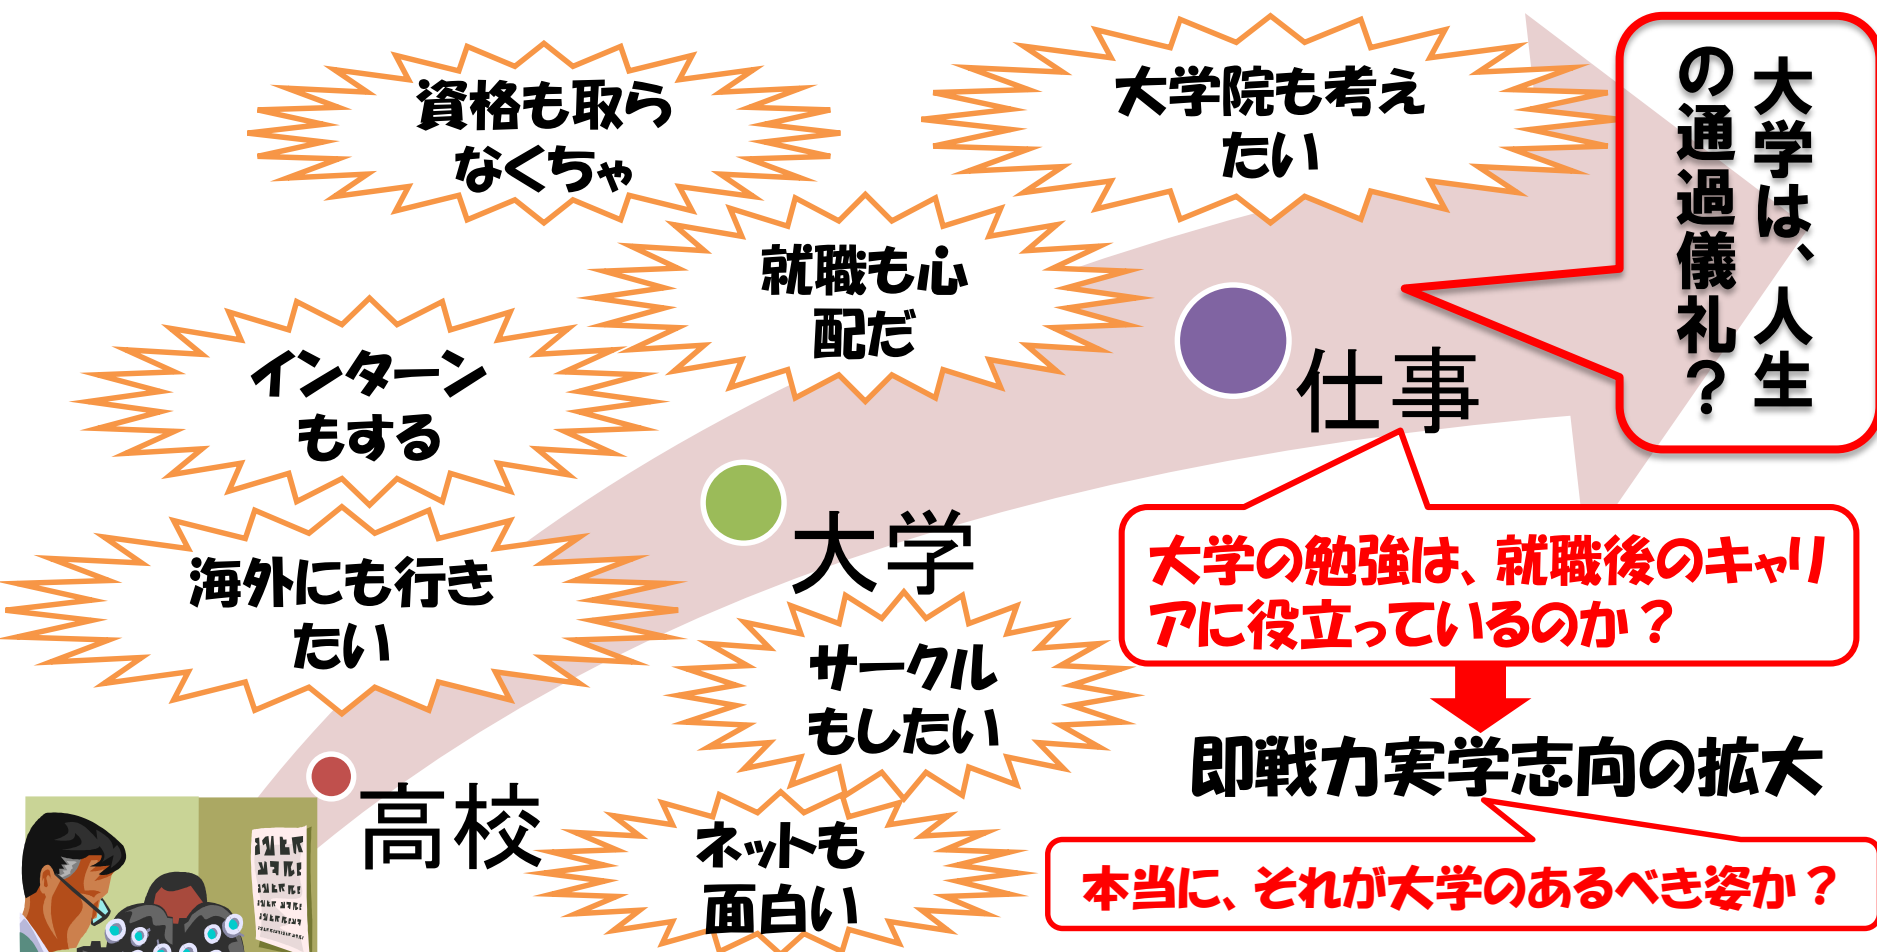 資格も取ら
なくちゃ
大学院も考え
たい
大学は、人生
の通過儀礼？
就職も心
配だ
インターン
もする
仕事
海外にも行き
たい
大学
大学の勉強は、就職後のキャリ
アに役立っているのか？
サークル
もしたい
即戦力実学志向の拡大
高校
ネットも
面白い
本当に、それが大学のあるべき姿か？